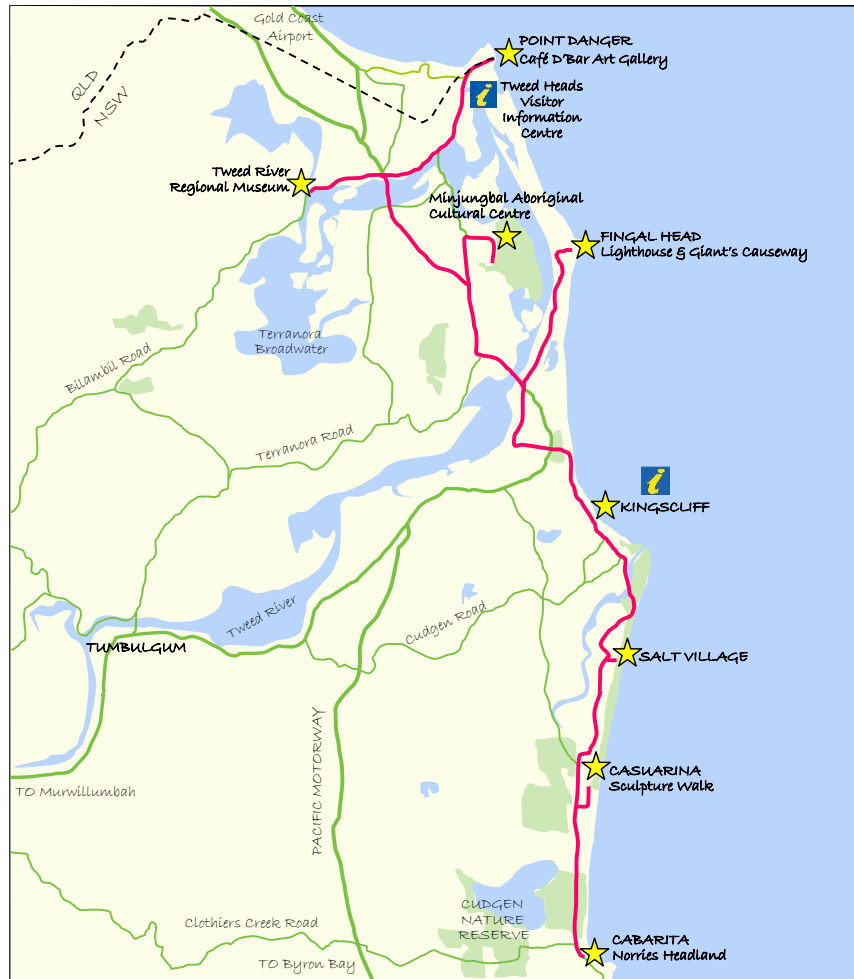 Gold Coast
Airport
POINT DANGER
Café D'Bar Art Gallery
QLD
NSW
i
Tweed Heads
Visitor
Information
Centre
Tweed River
Regional Museum
Minjungbal Aboriginal
Cultural Centre
FINGAL HEAD
Lighthouse & Giant's Causeway
Terranora
Broadwater
Bilambil Road
Terranora Road
i
KINGSCLIFF
Tweed River
Cudgen Road
TUMBULGUM
SALT VILLAGE
PACIFIC MOTORWAY
CASUARINA
Sculpture Walk
TO Murwillumbah
CUDGEN
NATURE
RESERVE
Clothiers Creek Road
TO Byron Bay
CABARITA
Norries Headland